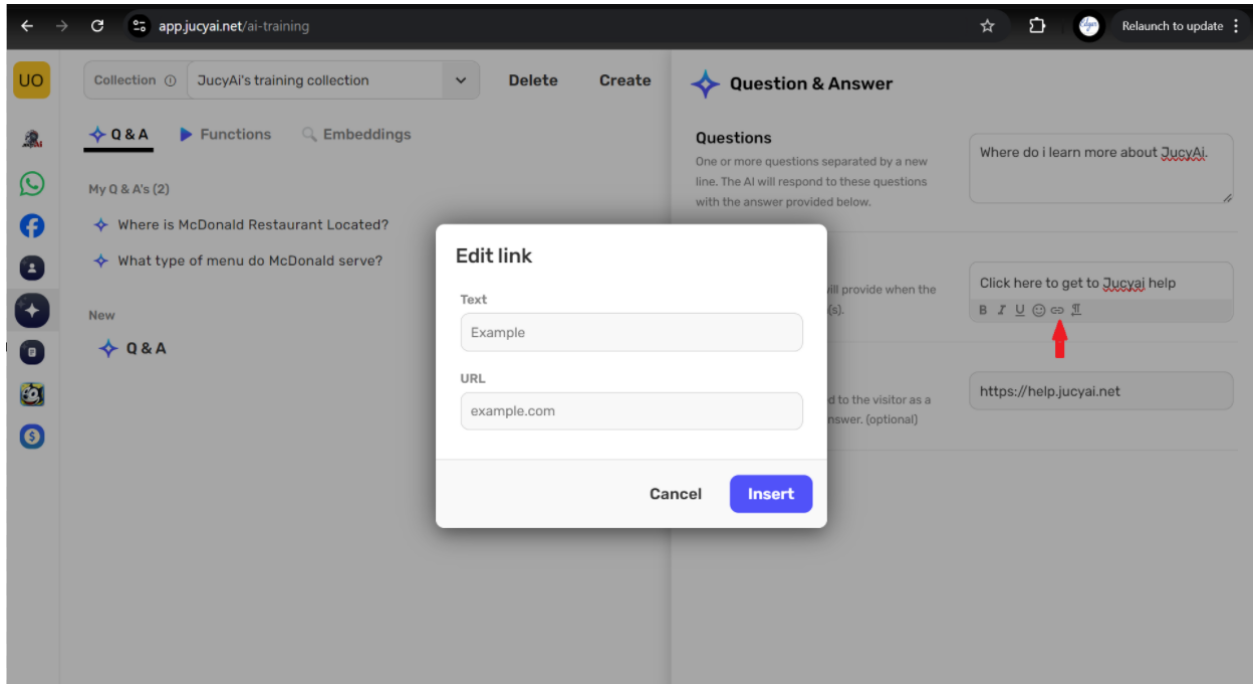 app.jucyai.net/ai-training
Relaunch to update
UO
Collection
JucyAi's training collection
Delete
Create
Q & A
Functions
Embeddings
My Q & A's (2)
Where is McDonald Restaurant Located?
What type of menu do McDonald serve?
New
Q & A
Question & Answer
Questions
One or more questions separated by a new
line. The AI will respond to these questions
with the answer provided below.
Where do i learn more about JucyAi.
will provide when the
(s).
Click here to get to Jucyai help
B I U
d to the visitor as a
nswer. (optional)
https://help.jucyai.net
Edit link
Text
Example
URL
example.com
Cancel
Insert